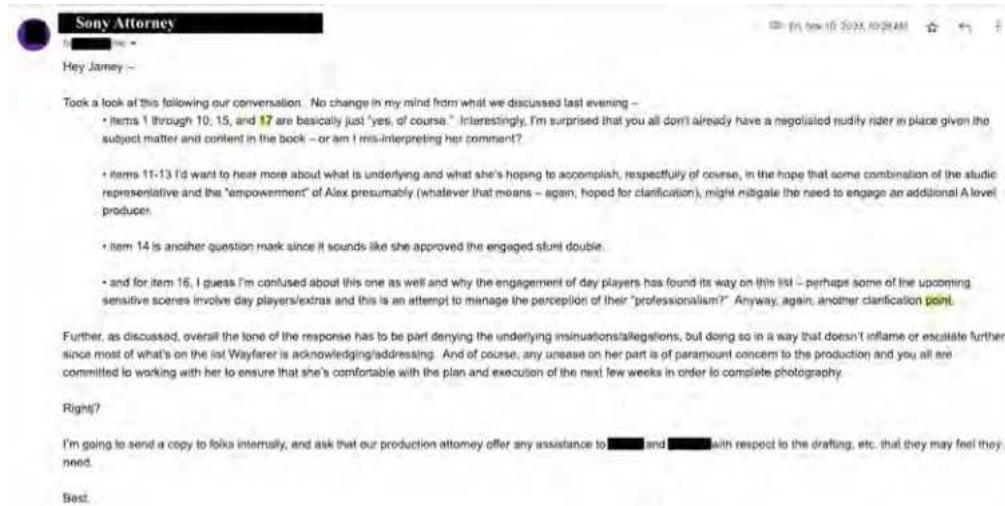 Sony Attorney
Fri, Nov 10, 2023, 10:28 AM
Hey Jamey –
Took a look at this following our conversation. No change in my mind from what we discussed last evening –
• Items 1 through 10, 15, and 17 are basically just "yes, of course." Interestingly, I'm surprised that you all don't already have a negotiated nudity rider in place given the
subject matter and content in the book – or am I mis-interpreting her comment?
• items 11-13 I'd want to hear more about what is underlying and what she's hoping to accomplish, respectfully of course, in the hope that some combination of the studio
representative and the "empowerment" of Alex presumably (whatever that means – again, hoped for clarification), might mitigate the need to engage an additional A level
producer.
• Item 14 is another question mark since it sounds like she approved the engaged stunt double.
• and for item 16, I guess I'm confused about this one as well and why the engagement of day players has found its way on this list – perhaps some of the upcoming
sensitive scenes involve day players/extras and this is an attempt to manage the perception of their "professionalism?" Anyway, again, another clarification point.
Further, as discussed, overall the tone of the response has to be part denying the underlying insinuations/allegations, but doing so in a way that doesn't inflame or escalate further
since most of what's on the list Wayfarer is acknowledging/addressing. And of course, any unease on her part is of paramount concern to the production and you all are
committed to working with her to ensure that she's comfortable with the plan and execution of the next few weeks in order to complete photography.
Right?
I'm going to send a copy to folks internally, and ask that our production attorney offer any assistance to and with respect to the drafting, etc. that they may feel they
need.
Best,